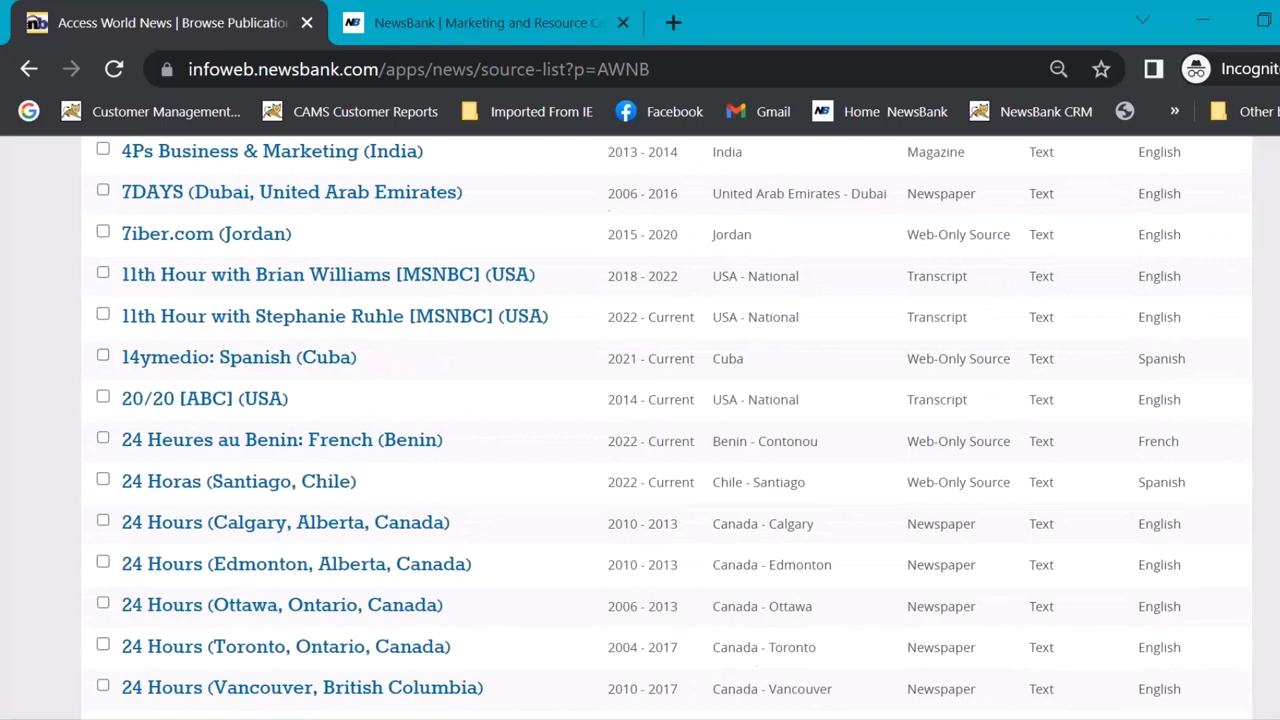 Access World News | Browse Publicatio
NewsBank | Marketing and Resource Ce
infoweb.newsbank.com/apps/news/source-list?p=AWNB
Incognit
Customer Management...
CAMS Customer Reports
Imported From IE
Facebook
Gmail
Home NewsBank
NewsBank CRM
»
Other b
4Ps Business & Marketing (India) 2013 - 2014 India Magazine Text English
7DAYS (Dubai, United Arab Emirates) 2006 - 2016 United Arab Emirates - Dubai Newspaper Text English
7iber.com (Jordan) 2015 - 2020 Jordan Web-Only Source Text English
11th Hour with Brian Williams [MSNBC] (USA) 2018 - 2022 USA - National Transcript Text English
11th Hour with Stephanie Ruhle [MSNBC] (USA) 2022 - Current USA - National Transcript Text English
14ymedio: Spanish (Cuba) 2021 - Current Cuba Web-Only Source Text Spanish
20/20 [ABC] (USA) 2014 - Current USA - National Transcript Text English
24 Heures au Benin: French (Benin) 2022 - Current Benin - Contonou Web-Only Source Text French
24 Horas (Santiago, Chile) 2022 - Current Chile - Santiago Web-Only Source Text Spanish
24 Hours (Calgary, Alberta, Canada) 2010 - 2013 Canada - Calgary Newspaper Text English
24 Hours (Edmonton, Alberta, Canada) 2010 - 2013 Canada - Edmonton Newspaper Text English
24 Hours (Ottawa, Ontario, Canada) 2006 - 2013 Canada - Ottawa Newspaper Text English
24 Hours (Toronto, Ontario, Canada) 2004 - 2017 Canada - Toronto Newspaper Text English
24 Hours (Vancouver, British Columbia) 2010 - 2017 Canada - Vancouver Newspaper Text English